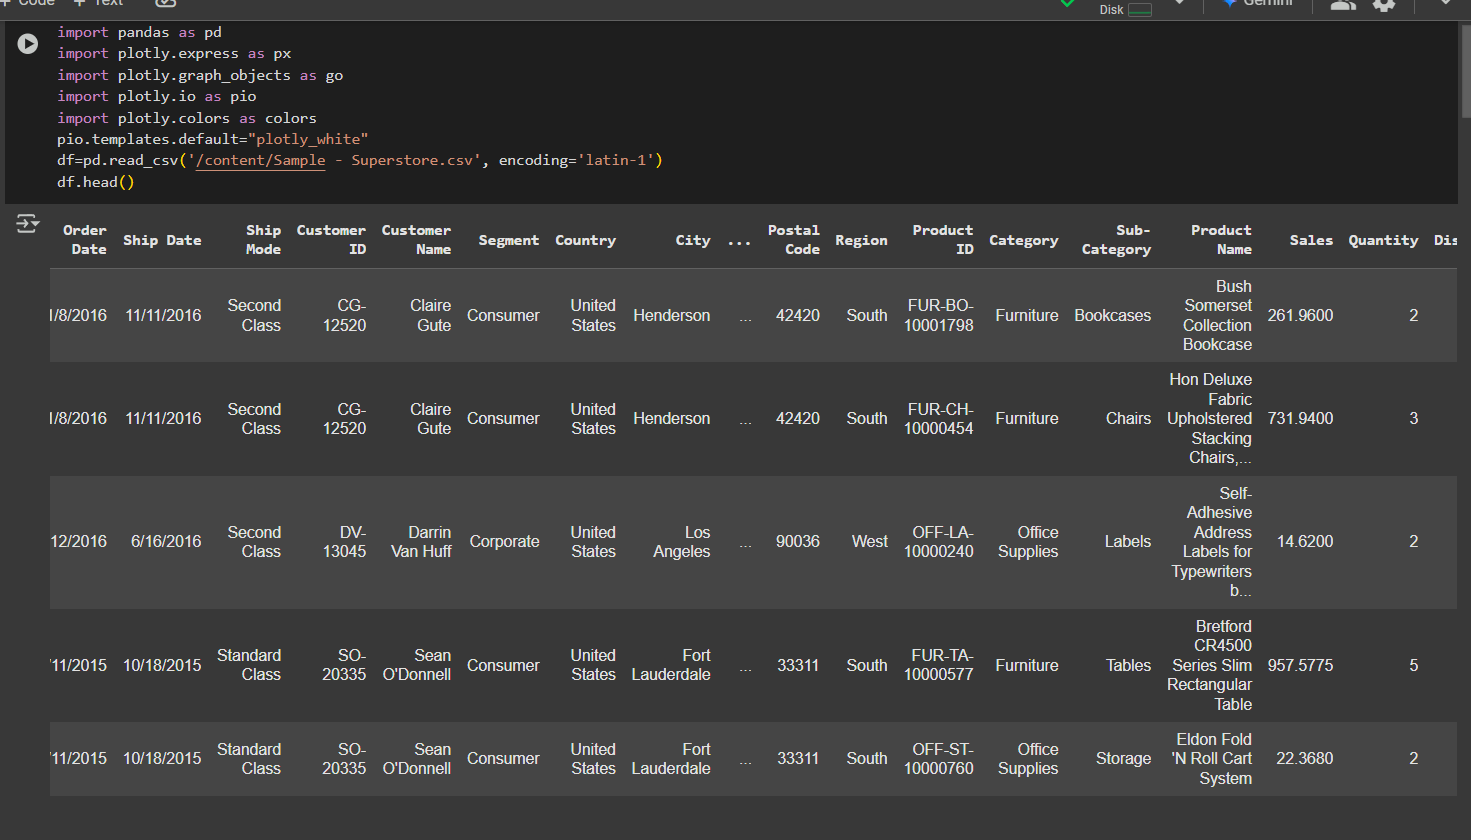 + Code + Text
Disk
Gemini
import pandas as pd
import plotly.express as px
import plotly.graph_objects as go
import plotly.io as pio
import plotly.colors as colors
pio.templates.default="plotly_white"
df=pd.read_csv('/content/Sample - Superstore.csv', encoding='latin-1')
df.head()
Order Date Ship Date Ship Mode Customer ID Customer Name Segment Country City ... Postal Code Region Product ID Category Sub-Category Product Name Sales Quantity Dis
/8/2016 11/11/2016 Second Class CG-12520 Claire Gute Consumer United States Henderson ... 42420 South FUR-BO-10001798 Furniture Bookcases Bush Somerset Collection Bookcase 261.9600 2
/8/2016 11/11/2016 Second Class CG-12520 Claire Gute Consumer United States Henderson ... 42420 South FUR-CH-10000454 Furniture Chairs Hon Deluxe Fabric Upholstered Stacking Chairs,... 731.9400 3
12/2016 6/16/2016 Second Class DV-13045 Darrin Van Huff Corporate United States Los Angeles ... 90036 West OFF-LA-10000240 Office Supplies Labels Self-Adhesive Address Labels for Typewriters b... 14.6200 2
/11/2015 10/18/2015 Standard Class SO-20335 Sean O'Donnell Consumer United States Fort Lauderdale ... 33311 South FUR-TA-10000577 Furniture Tables Bretford CR4500 Series Slim Rectangular Table 957.5775 5
/11/2015 10/18/2015 Standard Class SO-20335 Sean O'Donnell Consumer United States Fort Lauderdale ... 33311 South OFF-ST-10000760 Office Supplies Storage Eldon Fold 'N Roll Cart System 22.3680 2